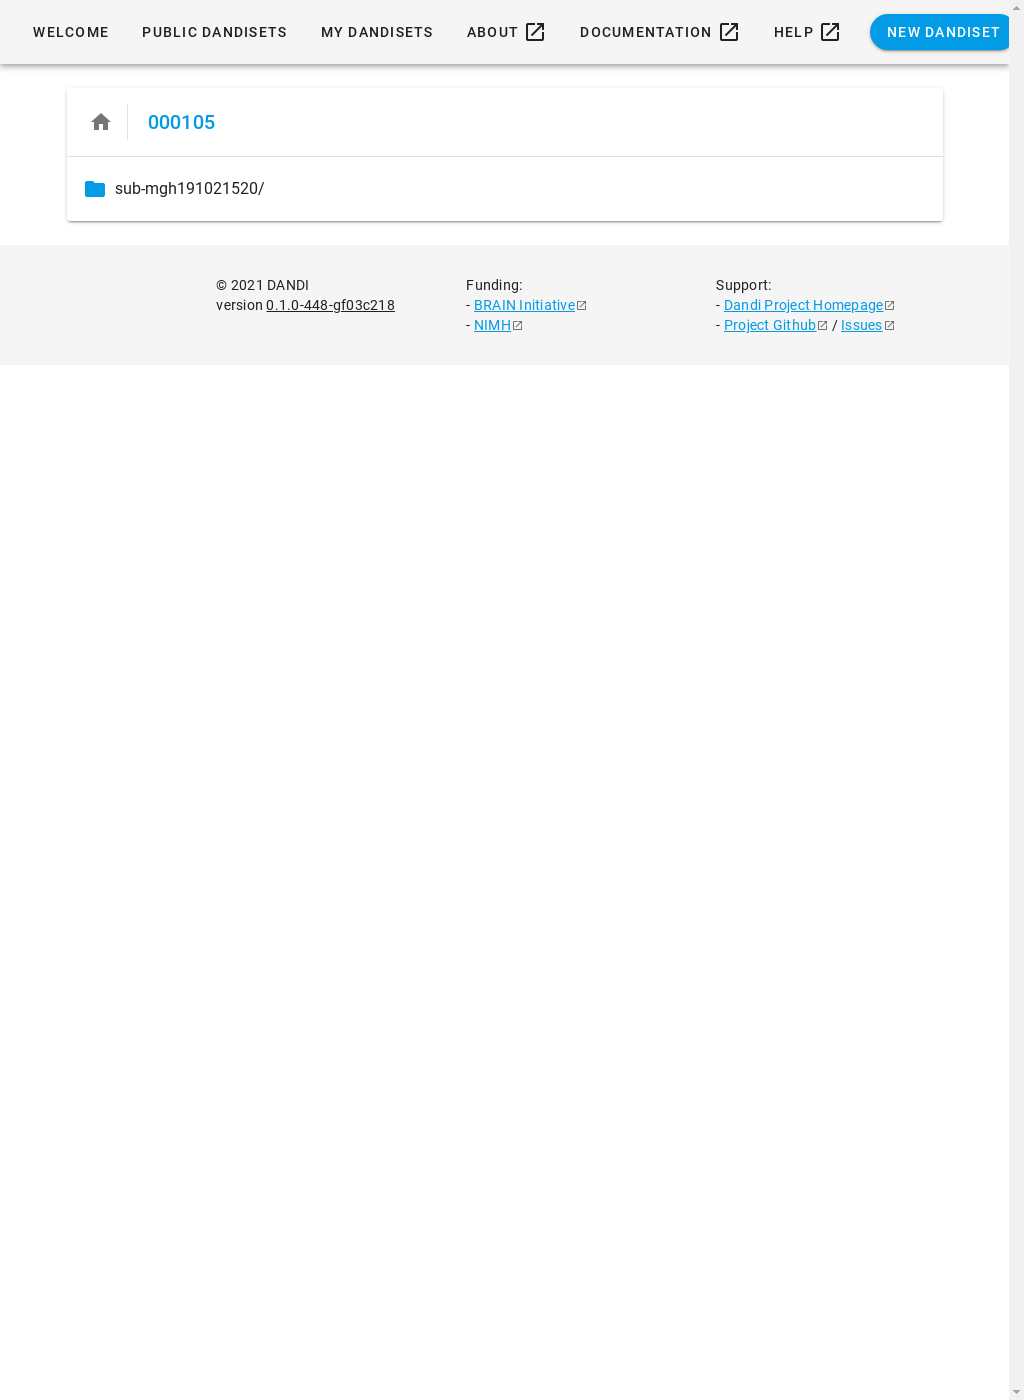 WELCOME PUBLIC DANDISETS MY DANDISETS ABOUT DOCUMENTATION HELP NEW DANDISET
000105
sub-mgh191021520/
© 2021 DANDI
version 0.1.0-448-gf03c218
Funding:
- BRAIN Initiative
- NIMH
Support:
- Dandi Project Homepage
- Project Github / Issues